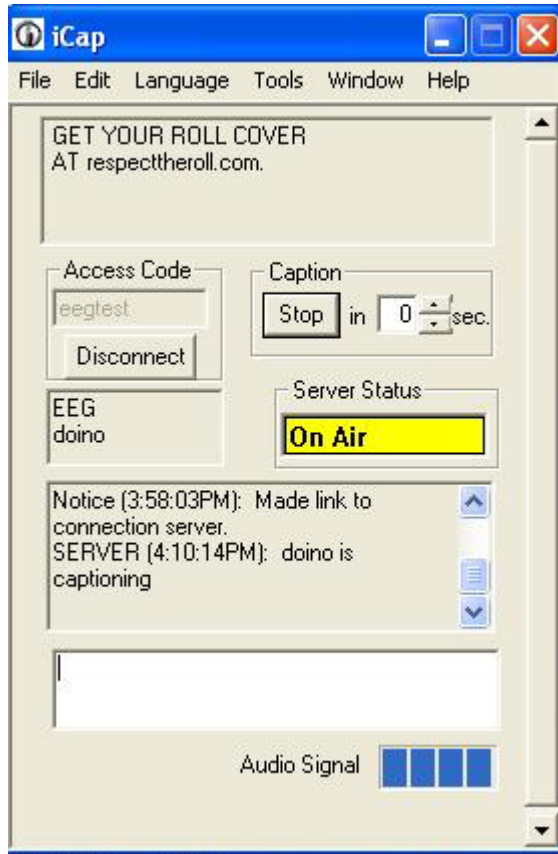 iCap
File Edit Language Tools Window Help
GET YOUR ROLL COVER
AT respecttheroll.com.
Access Code
eegtest
Disconnect
Caption
Stop in 0 sec.
EEG
doino
Server Status
On Air
Notice (3:58:03PM): Made link to
connection server.
SERVER (4:10:14PM): doino is
captioning
Audio Signal